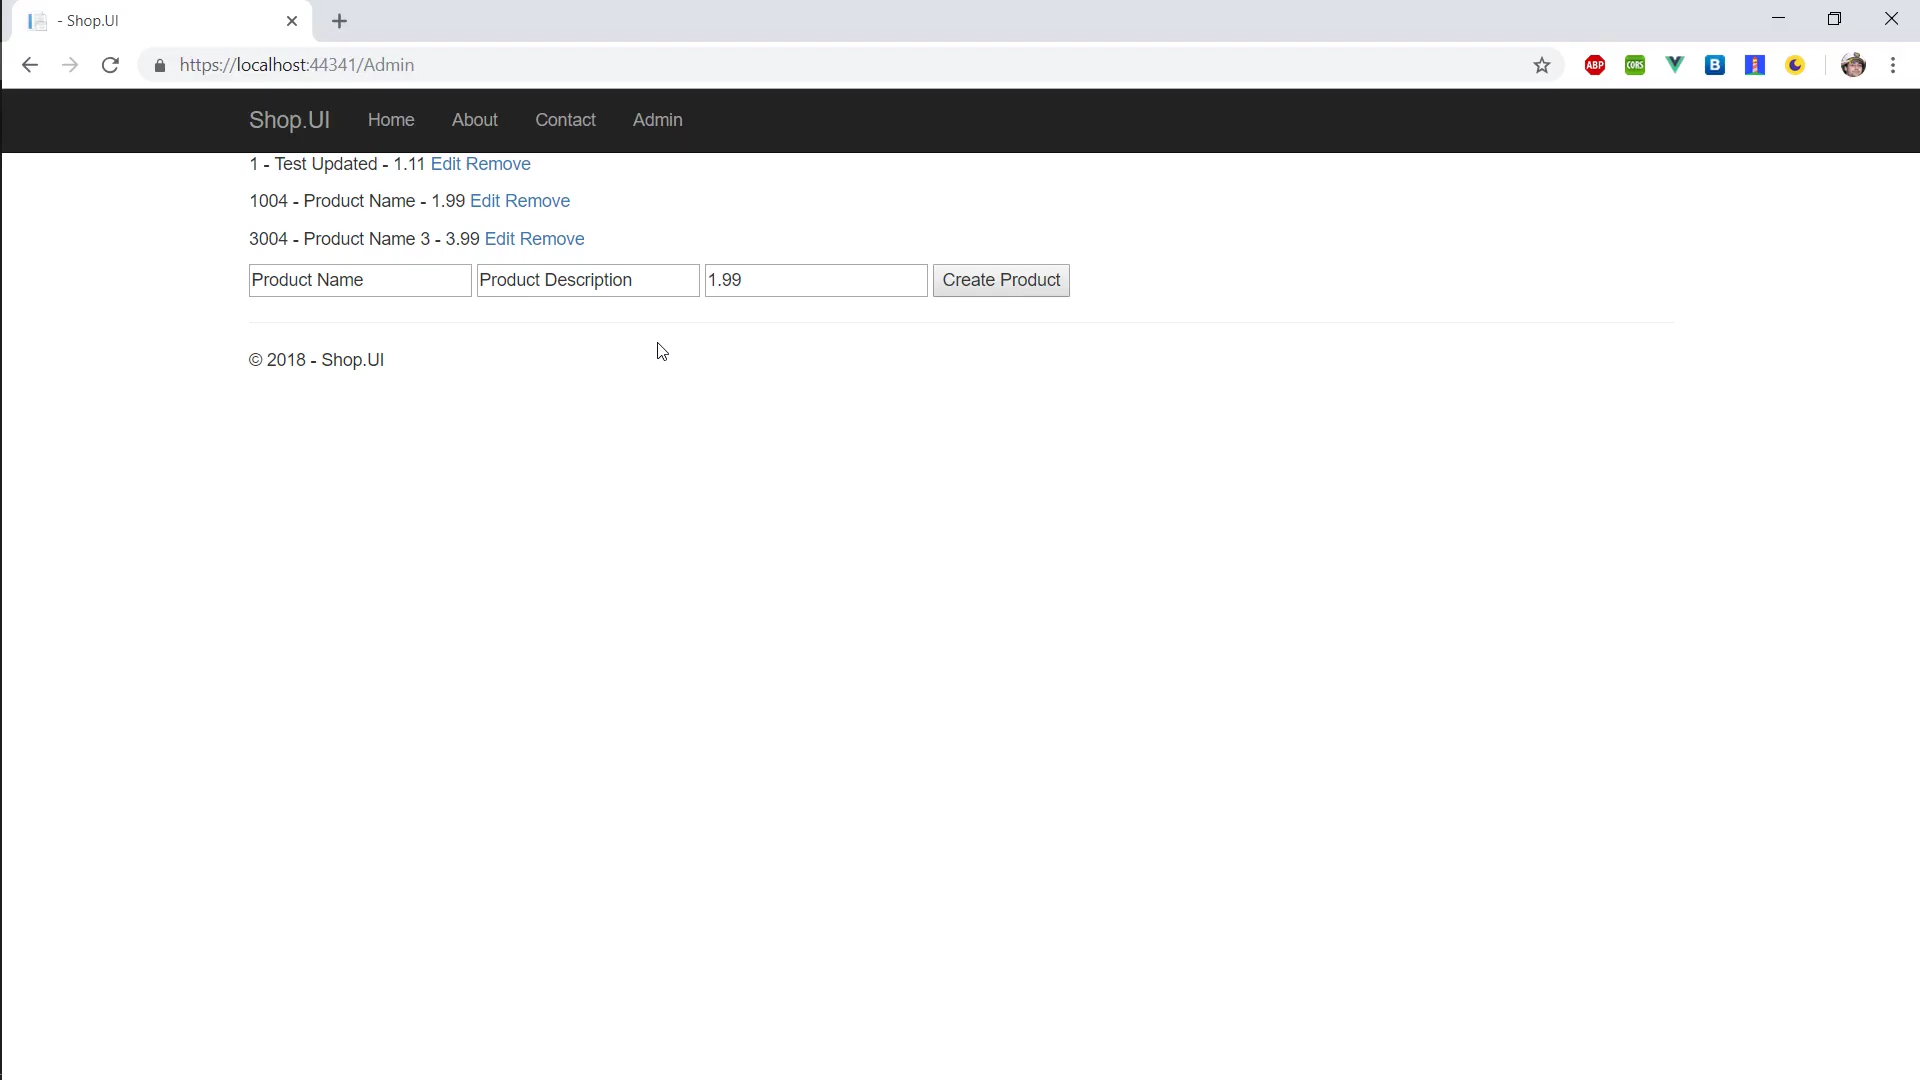 - Shop.UI
https://localhost:44341/Admin
ABP
CORS
B
Shop.UI Home About Contact Admin
1 - Test Updated - 1.11 Edit Remove
1004 - Product Name - 1.99 Edit Remove
3004 - Product Name 3 - 3.99 Edit Remove
Product Name Product Description 1.99 Create Product
© 2018 - Shop.UI